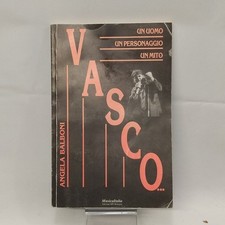 UN UOMO
UN PERSONAGGIO
UN MITO
VASCO...
ANGELA BALBONI